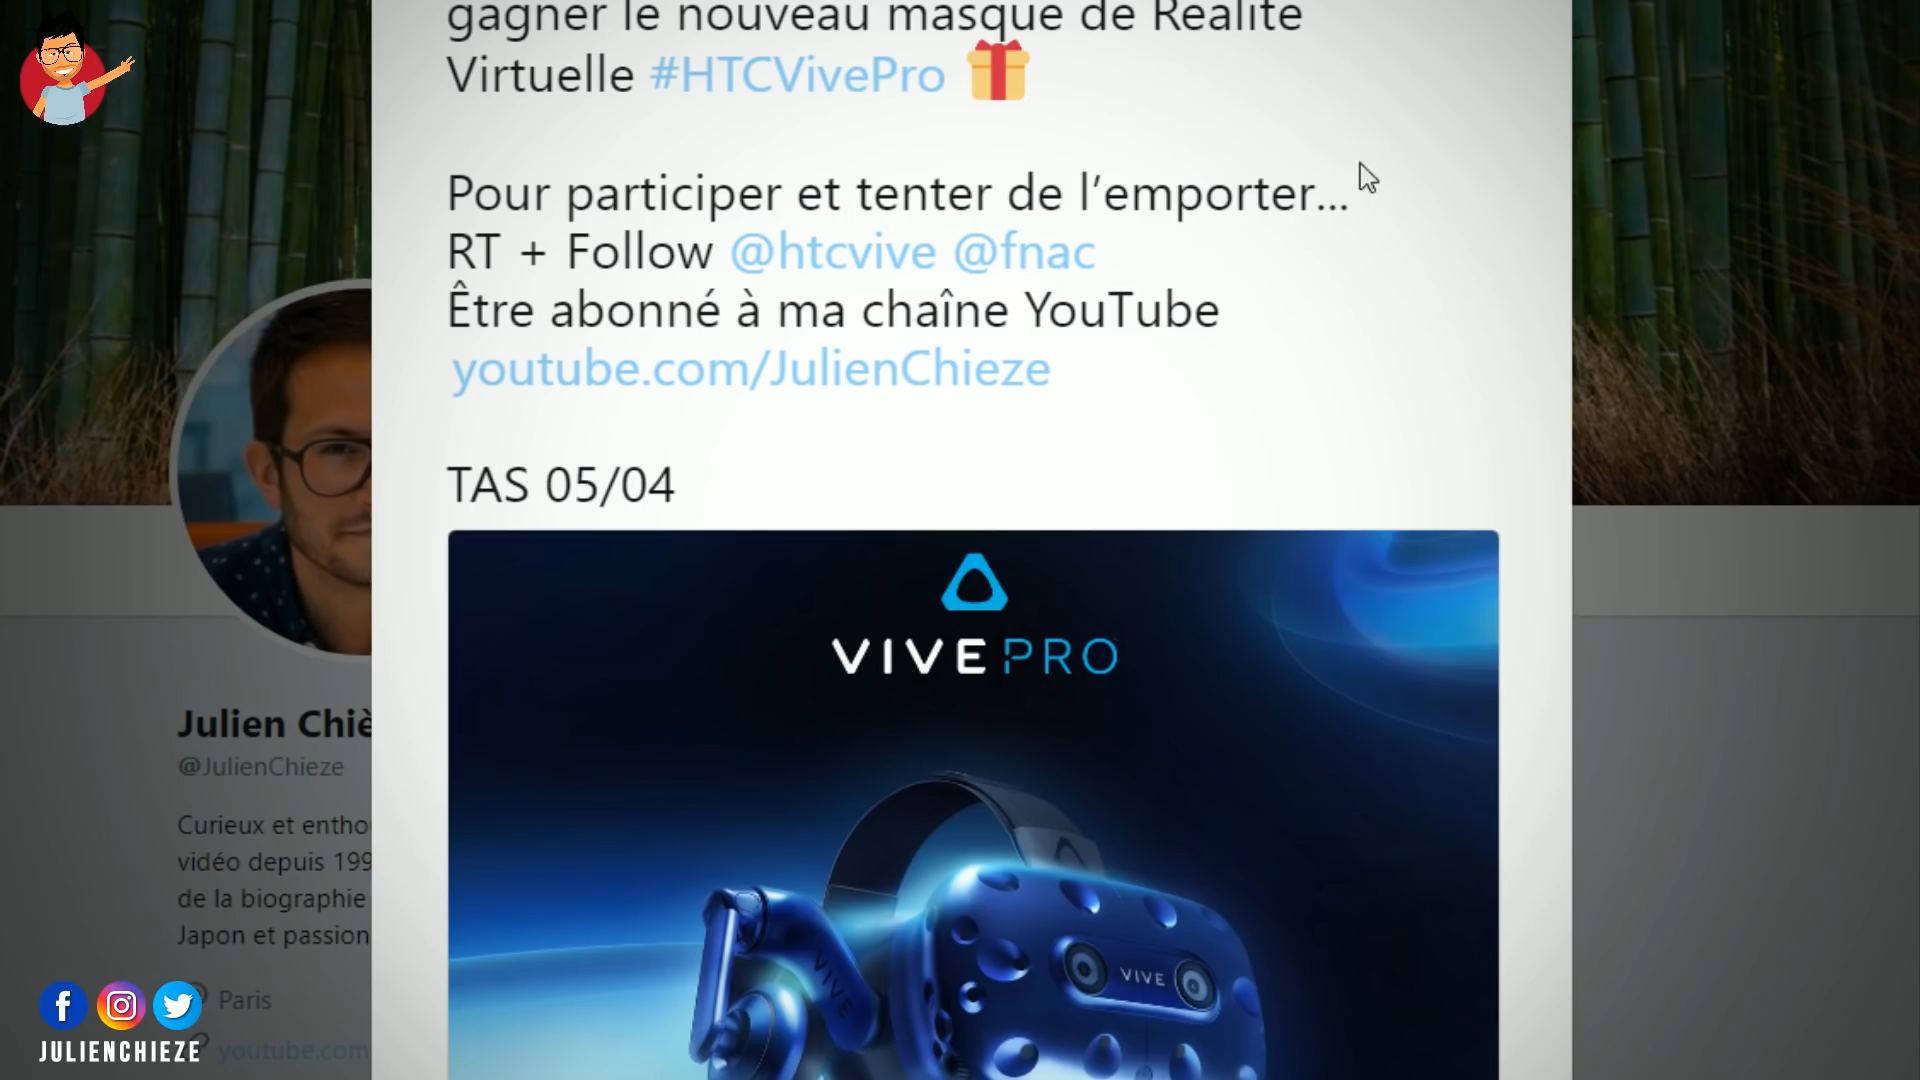 gagner le nouveau masque de Réalité
Virtuelle #HTCVivePro
Pour participer et tenter de l’emporter...
RT + Follow @htcvive @fnac
Être abonné à ma chaîne YouTube
youtube.com/JulienChieze
TAS 05/04
VIVE PRO
VIVE
VIVE
Julien Chiè
@JulienChieze
Curieux et entho
vidéo depuis 199
de la biographie
Japon et passion
Paris
youtube.com
JULIENCHIEZE